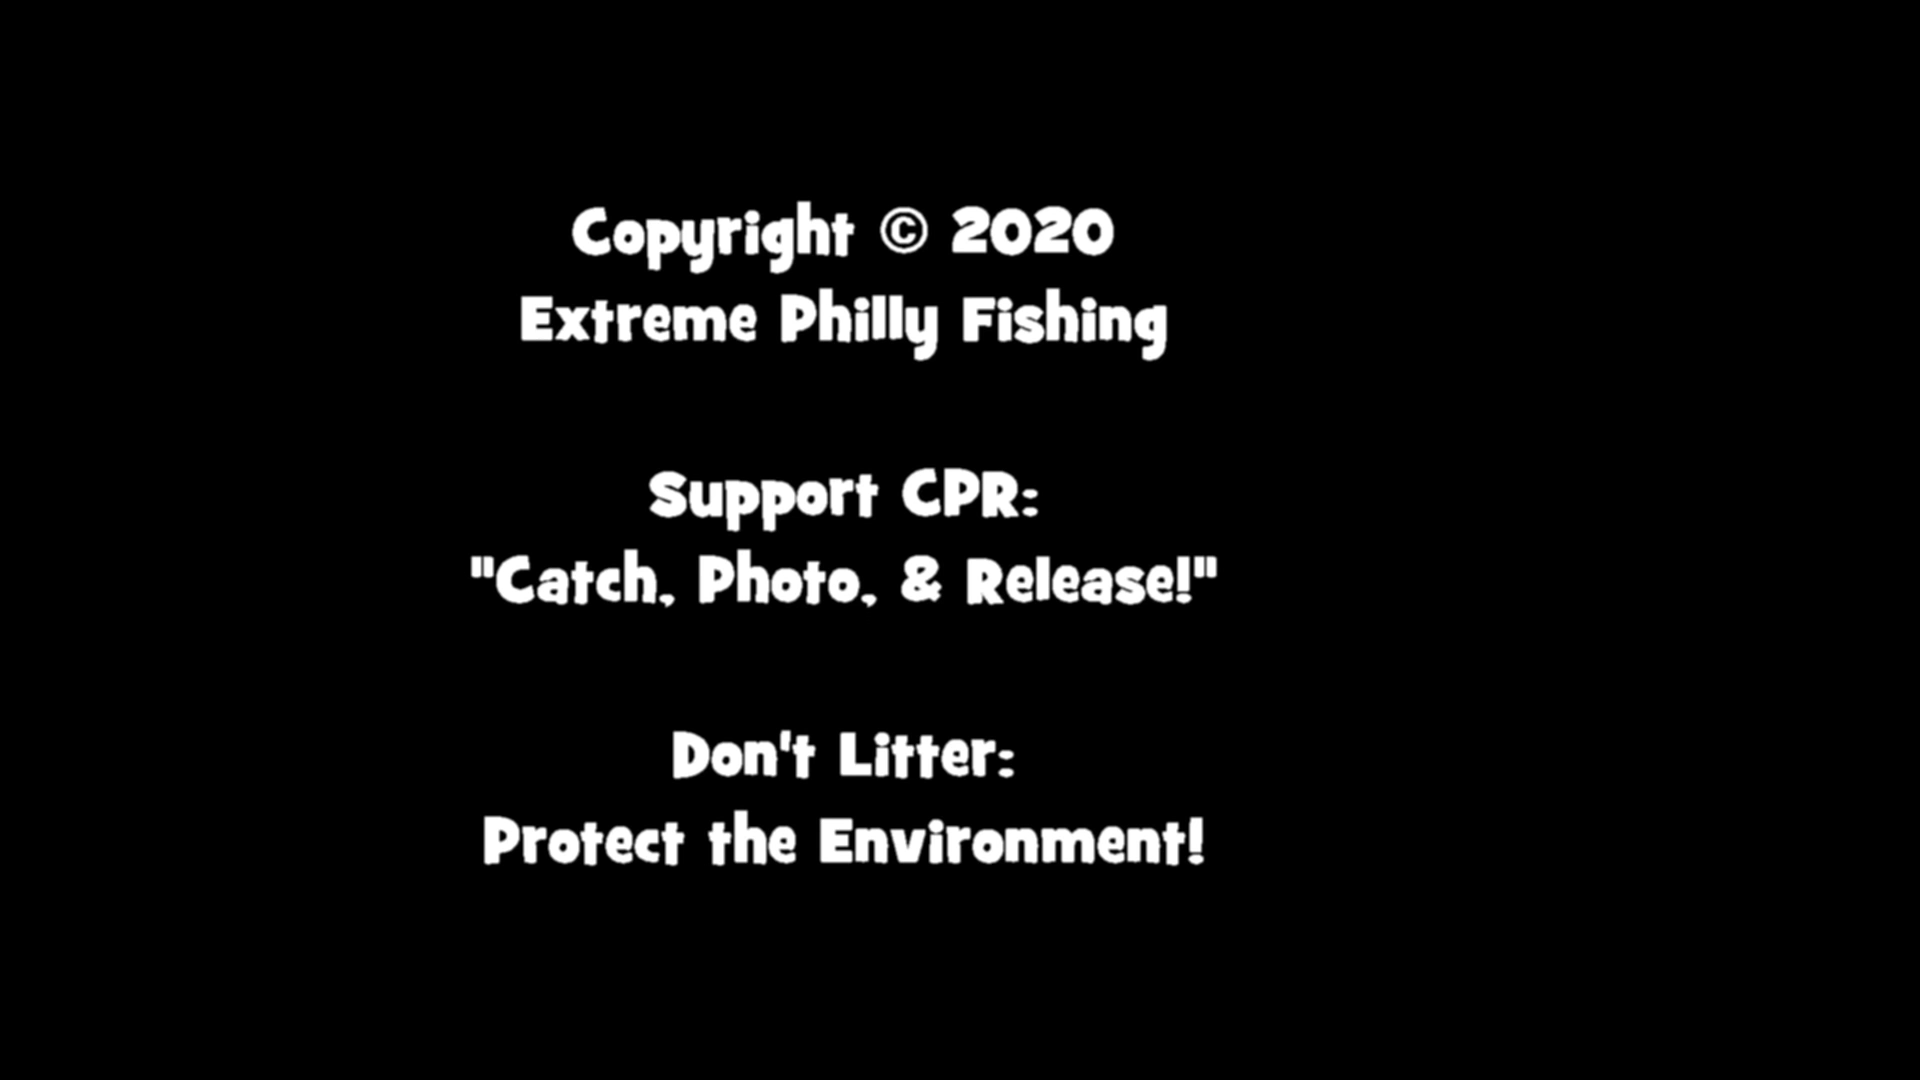 Copyright © 2020
Extreme Philly Fishing
Support CPR:
"Catch, Photo, & Release!"
Don't Litter:
Protect the Environment!